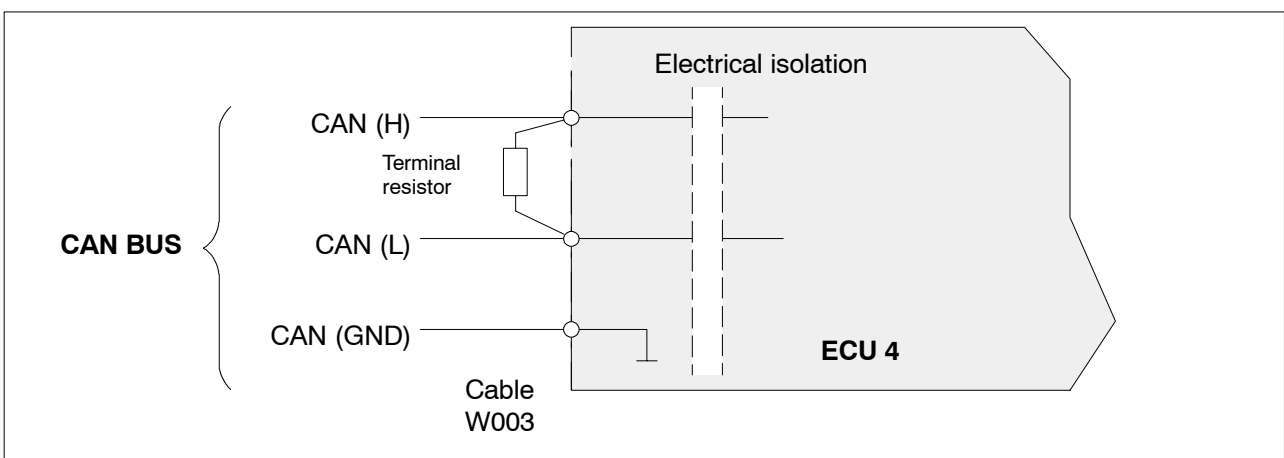 Electrical isolation
CAN (H)
Terminal
resistor
CAN BUS
CAN (L)
CAN (GND)
ECU 4
Cable
W003